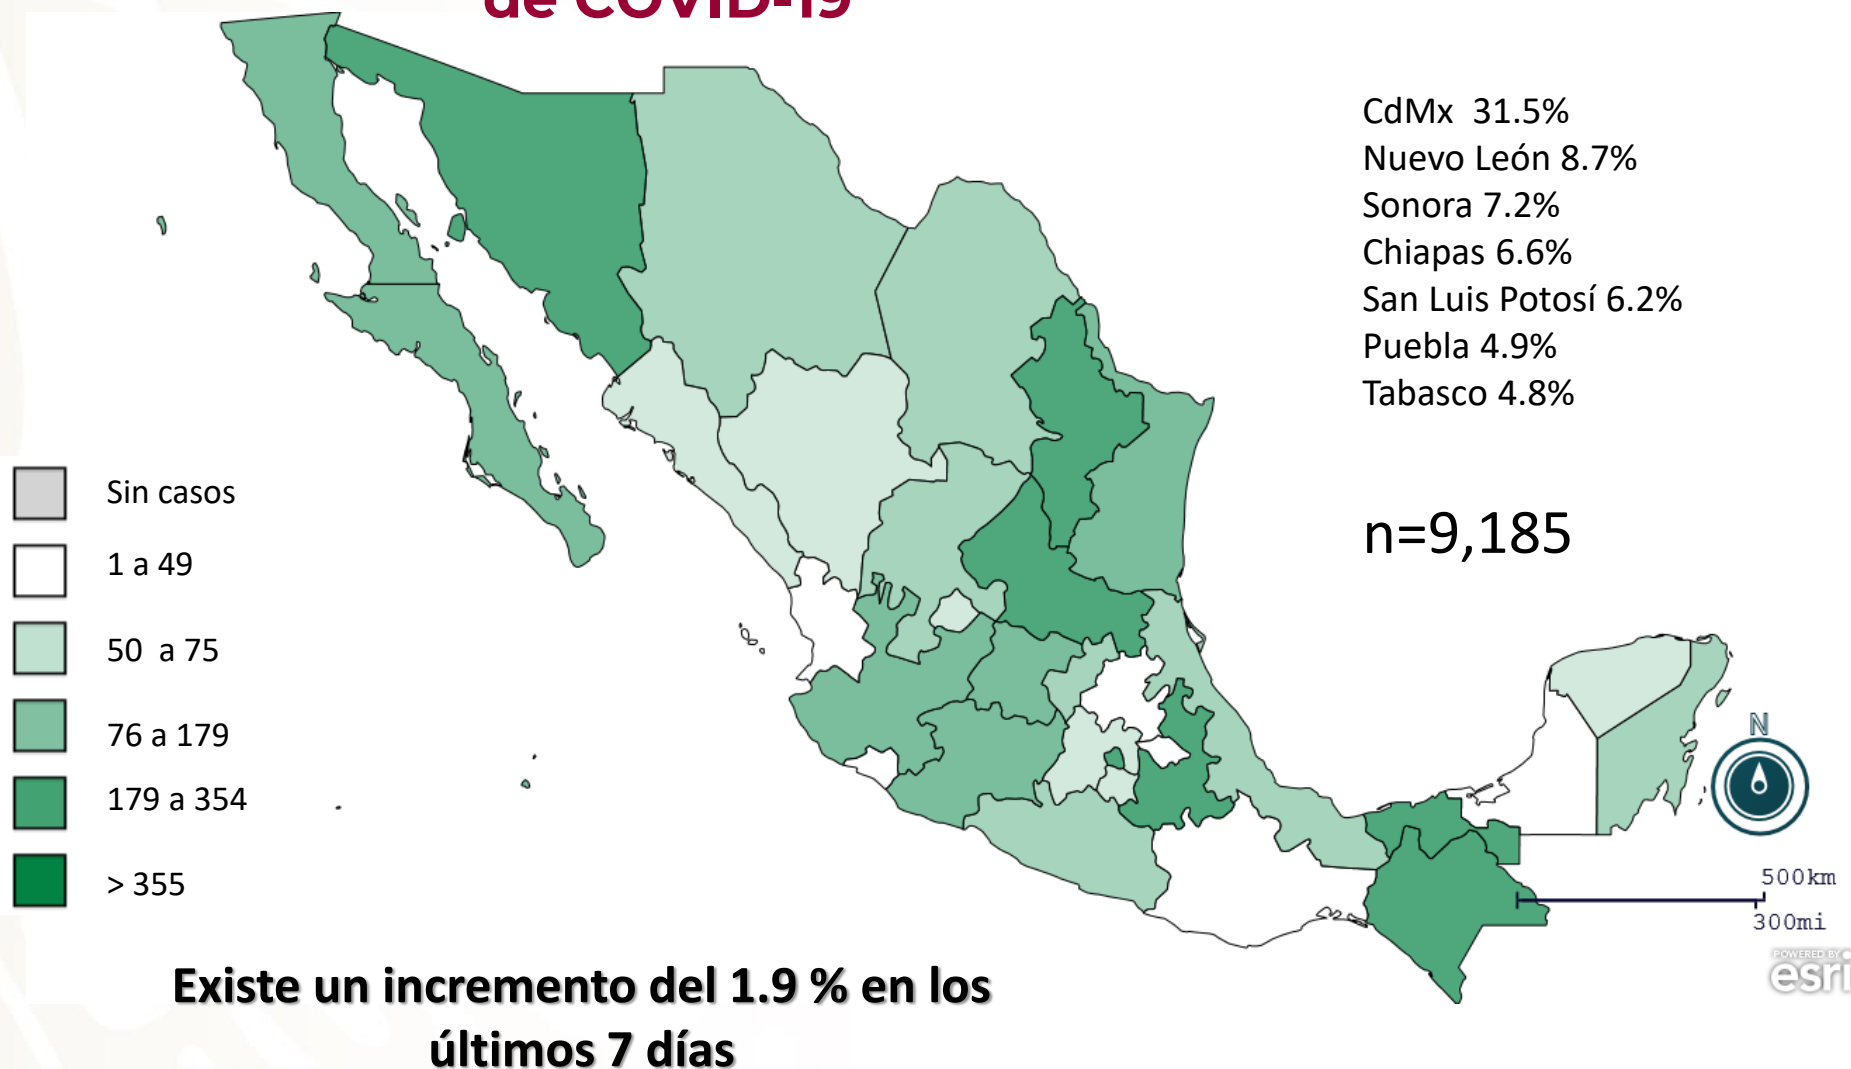 de COVID-19
CdMx 31.5%
Nuevo León 8.7%
Sonora 7.2%
Chiapas 6.6%
San Luis Potosí 6.2%
Puebla 4.9%
Tabasco 4.8%
n=9,185
Sin casos
1 a 49
50 a 75
76 a 179
179 a 354
> 355
N
500km
300mi
POWERED BY
esri
Existe un incremento del 1.9 % en los
últimos 7 días